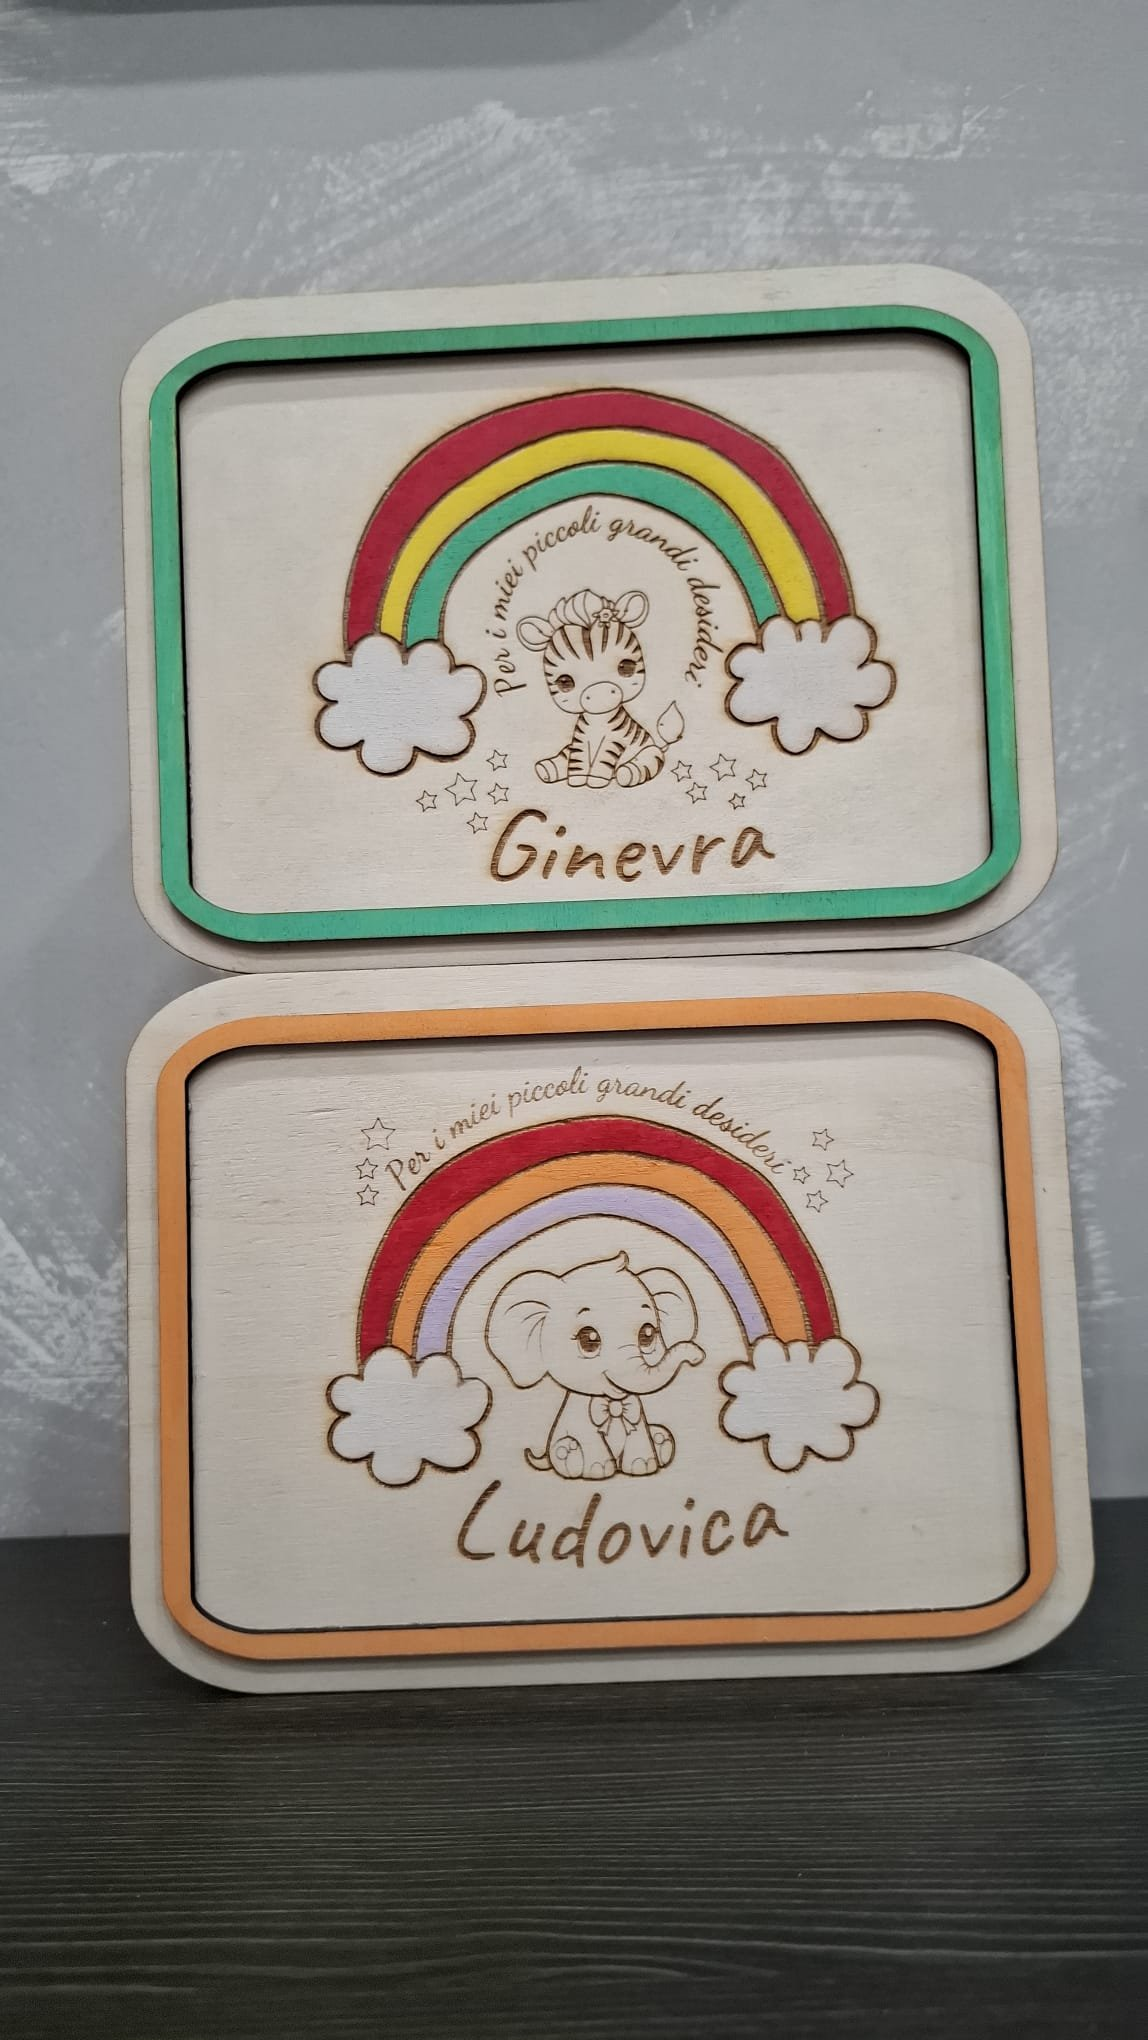 Per i miei piccoli grandi desideri
Ginevra
Per i miei piccoli grandi desideri
Ludovica